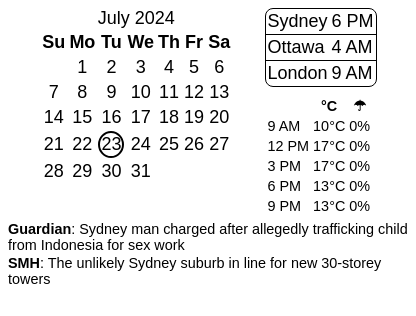 July 2024
Su Mo Tu We Th Fr Sa
1 2 3 4 5 6
7 8 9 10 11 12 13
14 15 16 17 18 19 20
21 22 23 24 25 26 27
28 29 30 31
Sydney 6 PM
Ottawa 4 AM
London 9 AM
°C ☂
9 AM 10°C 0%
12 PM 17°C 0%
3 PM 17°C 0%
6 PM 13°C 0%
9 PM 13°C 0%
Guardian: Sydney man charged after allegedly trafficking child
from Indonesia for sex work
SMH: The unlikely Sydney suburb in line for new 30-storey
towers